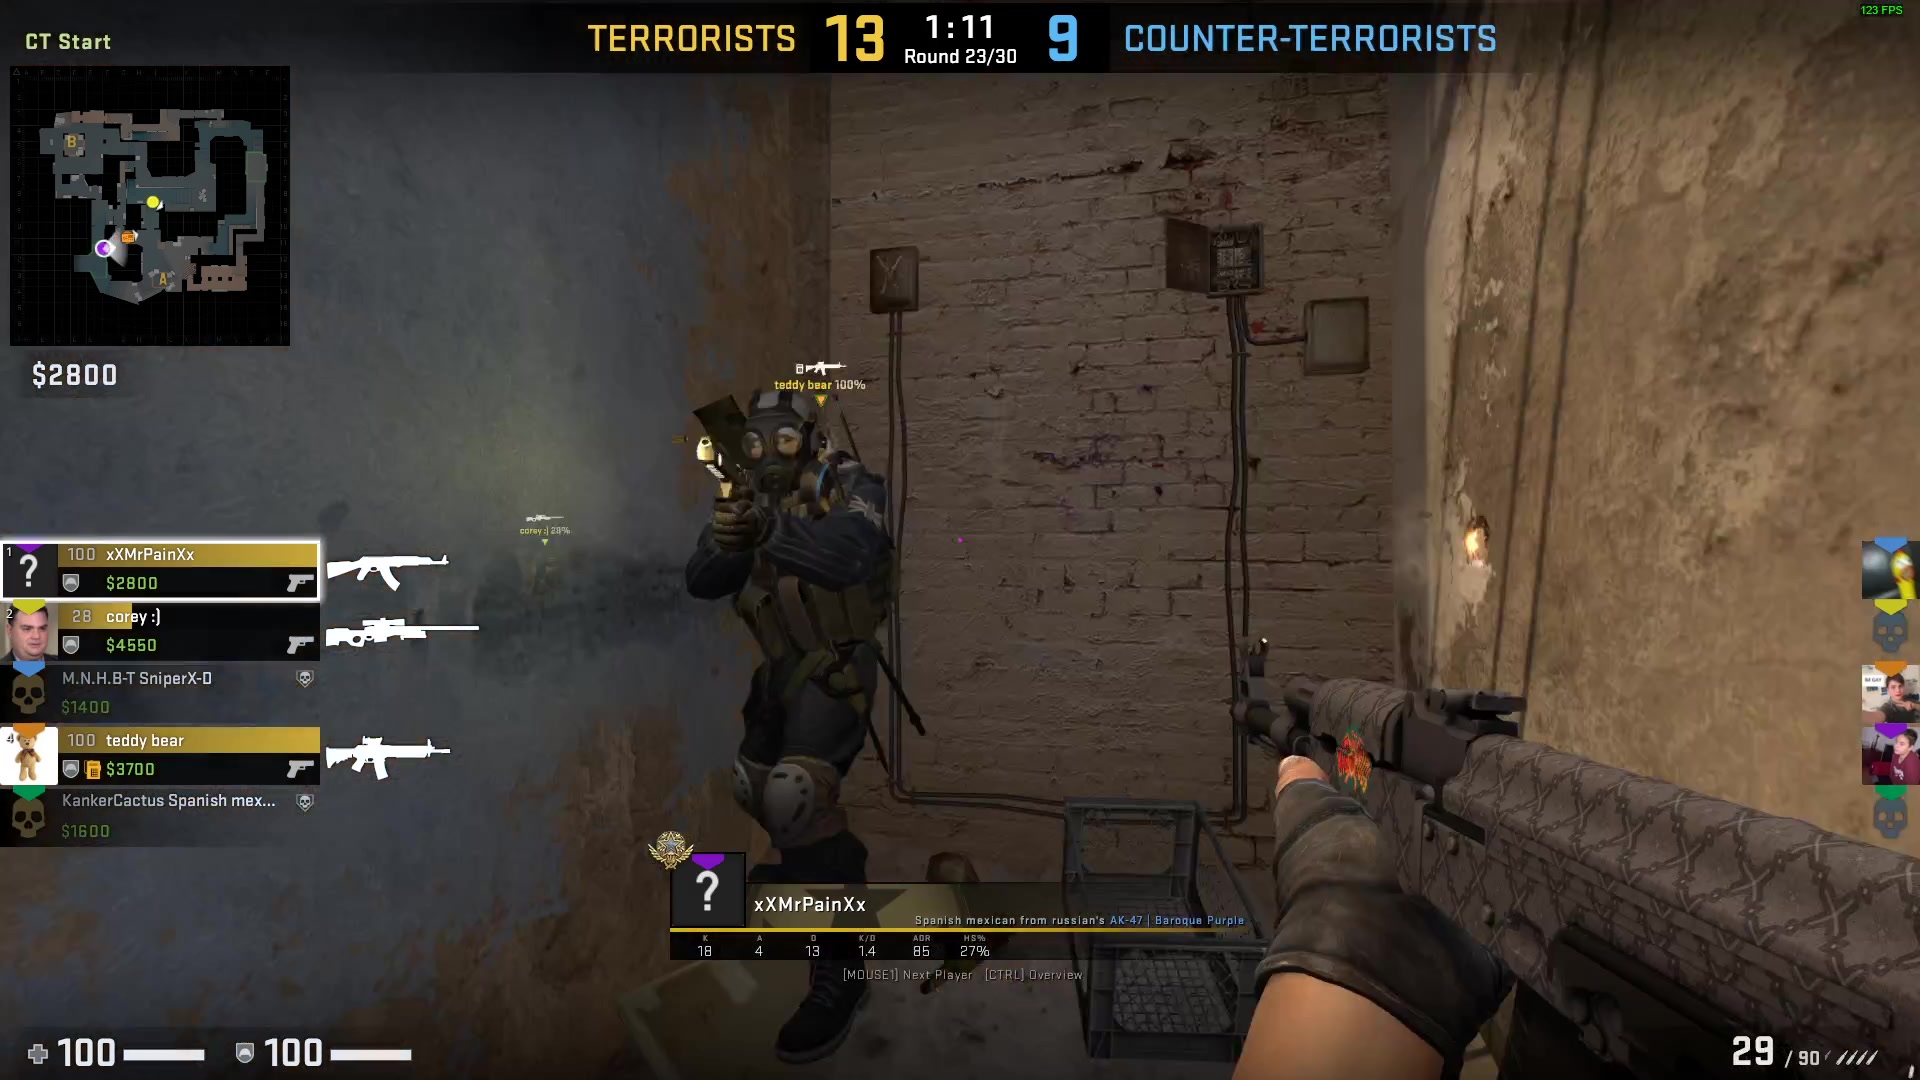 123 FPS
CT Start
TERRORISTS 13 1:11 9 COUNTER-TERRORISTS
Round 23/30
B
A
$2800
teddy bear 100%
corey :) 28%
1 ? 100 xXMrPainXx
$2800
2 28 corey :)
$4550
M.N.H.B-T SniperX-D
$1400
4 100 teddy bear
$3700
KankerCactus Spanish mex...
$1600
? xXMrPainXx
Spanish mexican from russian's AK-47 | Baroque Purple
K A D K/D ADR HS%
18 4 13 1.4 85 27%
[MOUSE1] Next Player [CTRL] Overview
100 100
29 / 90